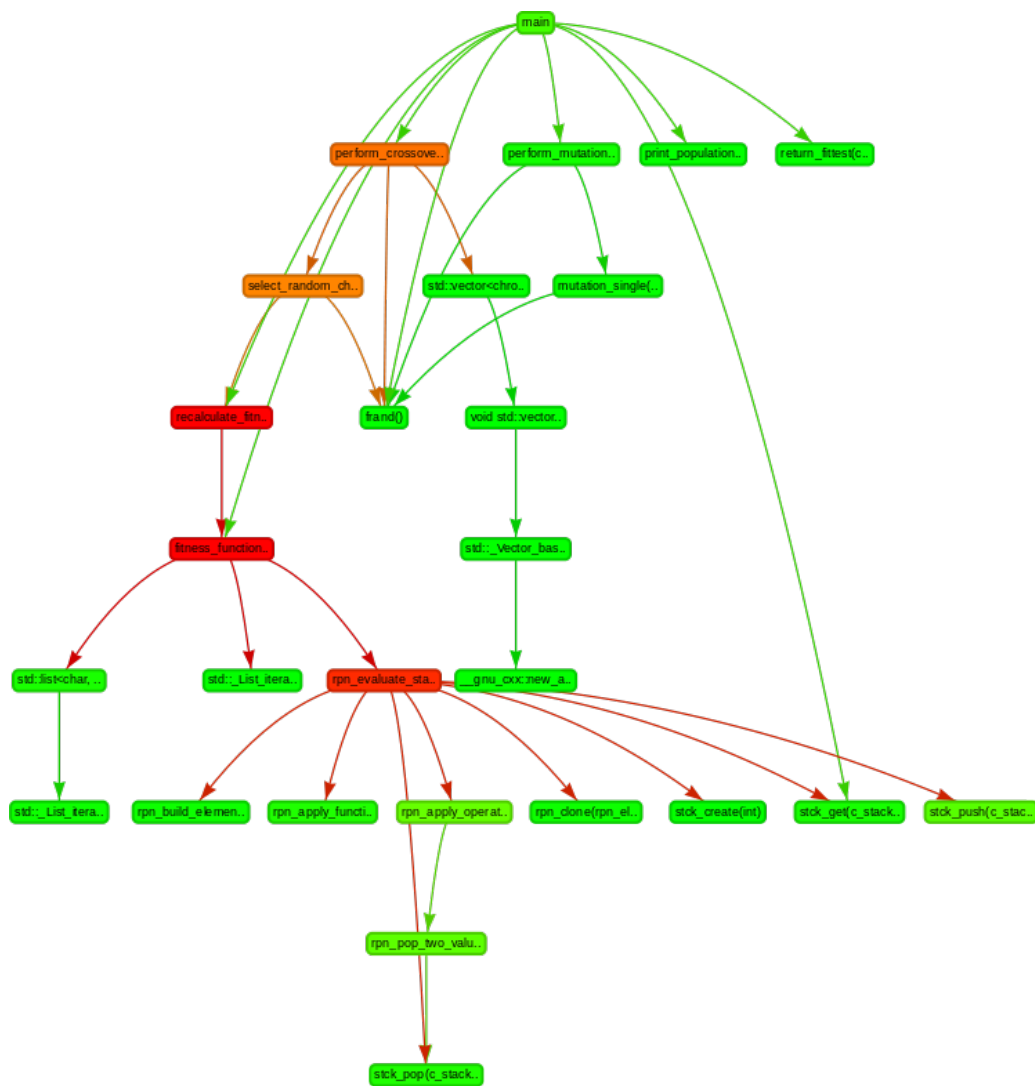 main
perform_crossove..
perform_mutation..
print_population..
return_fittest(c..
select_random_ch..
std::vector<chro..
mutation_single(..
recalculate_fitn..
frand()
void std::vector..
fitness_function..
std::_Vector_bas..
std::list<char, ..
std::_List_itera..
rpn_evaluate_sta..
__gnu_cxx::new_a..
std::_List_itera..
rpn_build_elemen..
rpn_apply_functi..
rpn_apply_operat..
rpn_clone(rpn_el..
stck_create(int)
stck_get(c_stack..
stck_push(c_stac..
rpn_pop_two_valu..
stck_pop(c_stack..